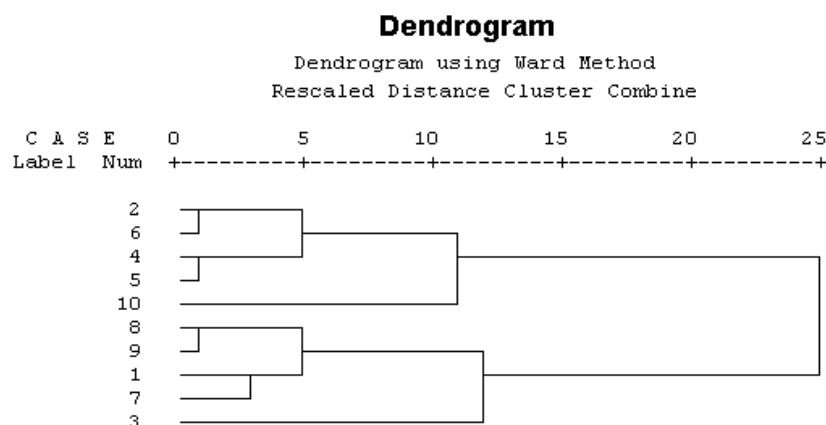 Dendrogram
Dendrogram using Ward Method
Rescaled Distance Cluster Combine
C A S E 0 5 10 15 20 25
Label Num +---------+---------+---------+---------+---------+
2
6
4
5
10
8
9
1
7
3